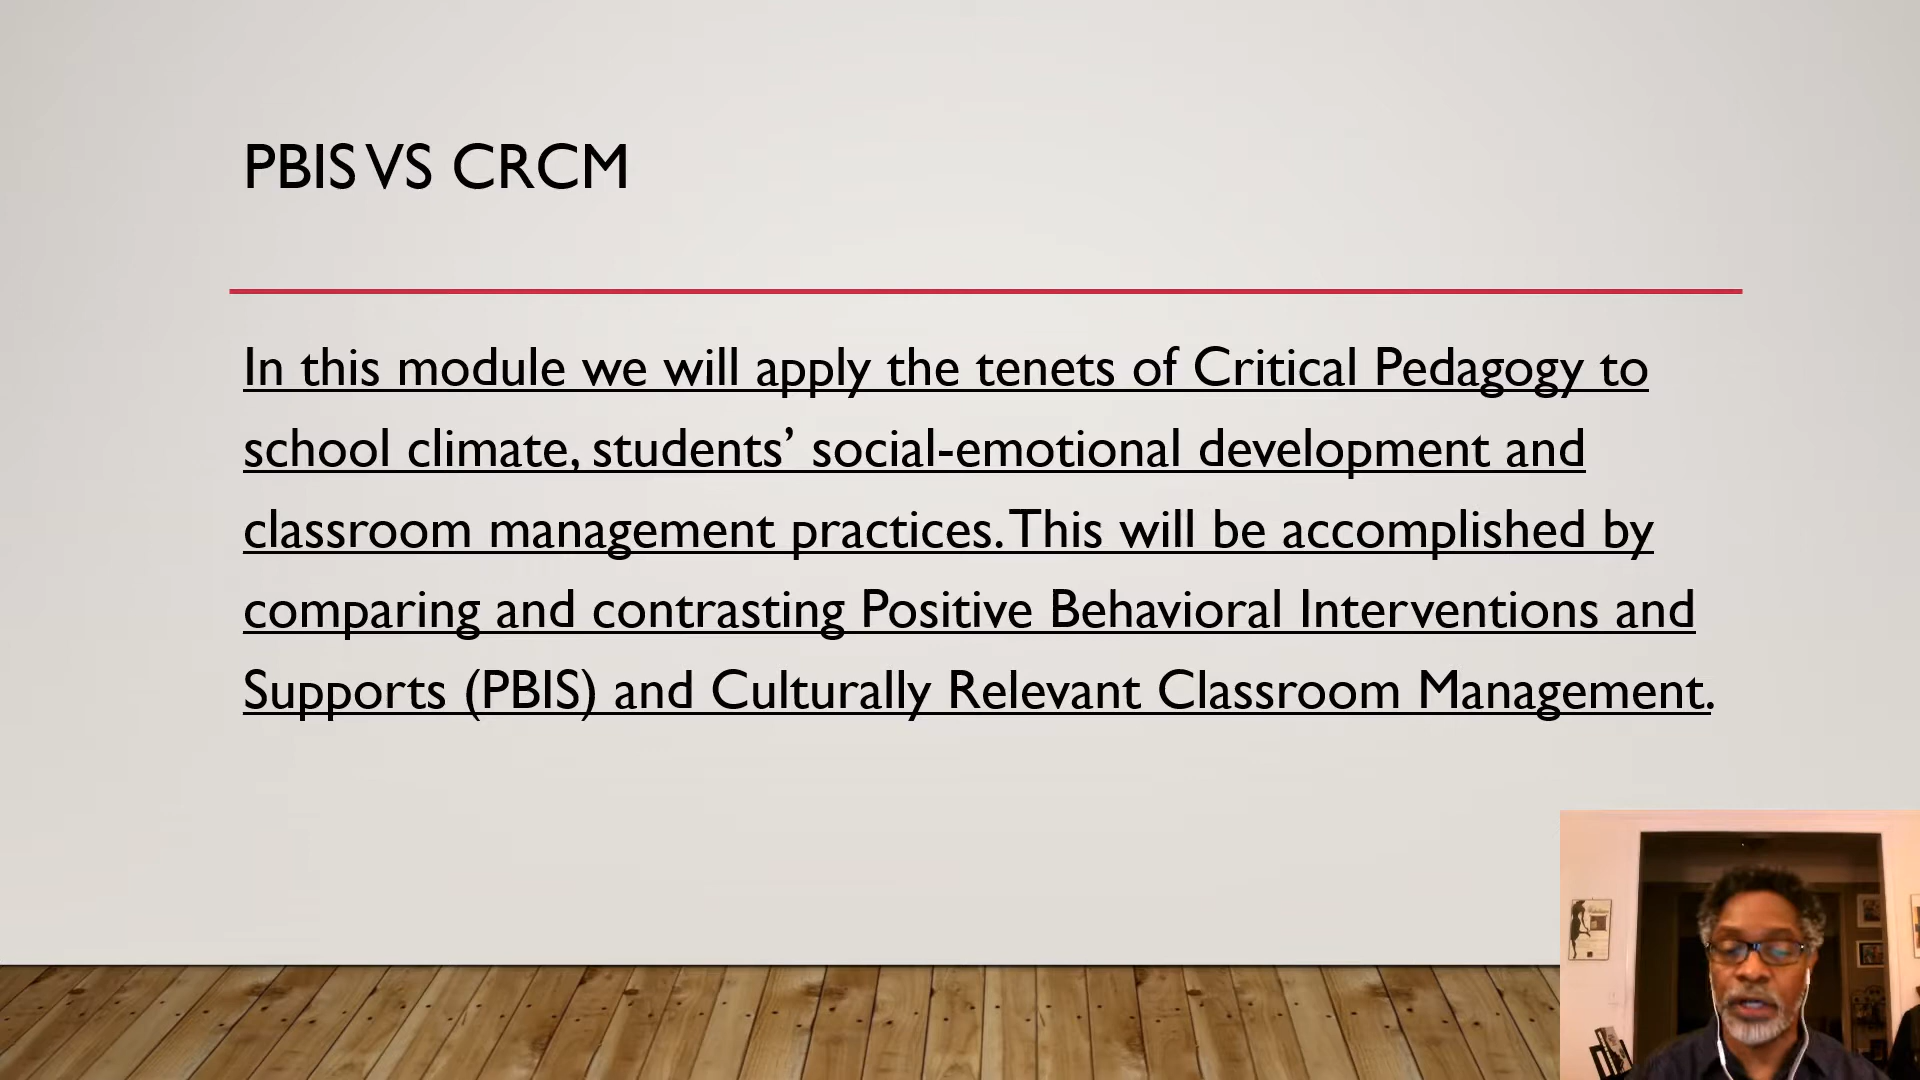 PBIS VS CRCM
In this module we will apply the tenets of Critical Pedagogy to
school climate, students’ social-emotional development and
classroom management practices. This will be accomplished by
comparing and contrasting Positive Behavioral Interventions and
Supports (PBIS) and Culturally Relevant Classroom Management.